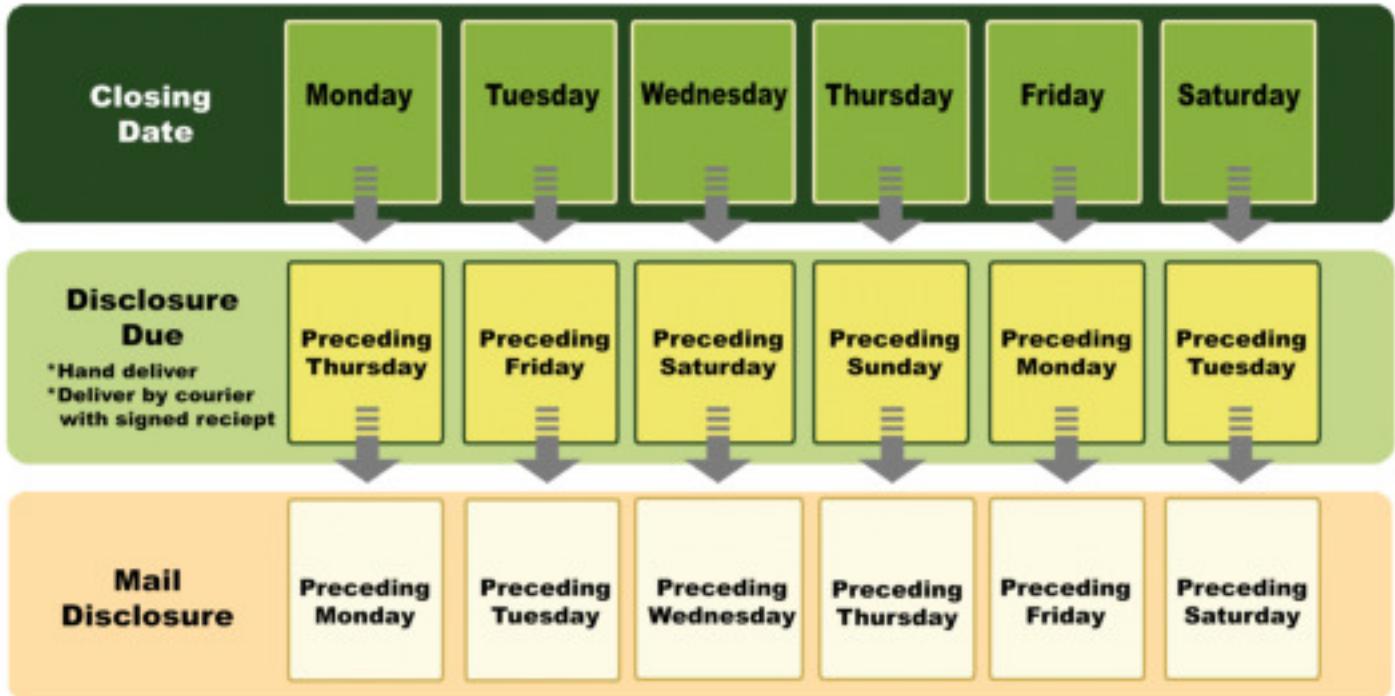 Closing
Date
Monday
Tuesday
Wednesday
Thursday
Friday
Saturday
Disclosure
Due
*Hand deliver
*Deliver by courier
with signed reciept
Preceding
Thursday
Preceding
Friday
Preceding
Saturday
Preceding
Sunday
Preceding
Monday
Preceding
Tuesday
Mail
Disclosure
Preceding
Monday
Preceding
Tuesday
Preceding
Wednesday
Preceding
Thursday
Preceding
Friday
Preceding
Saturday